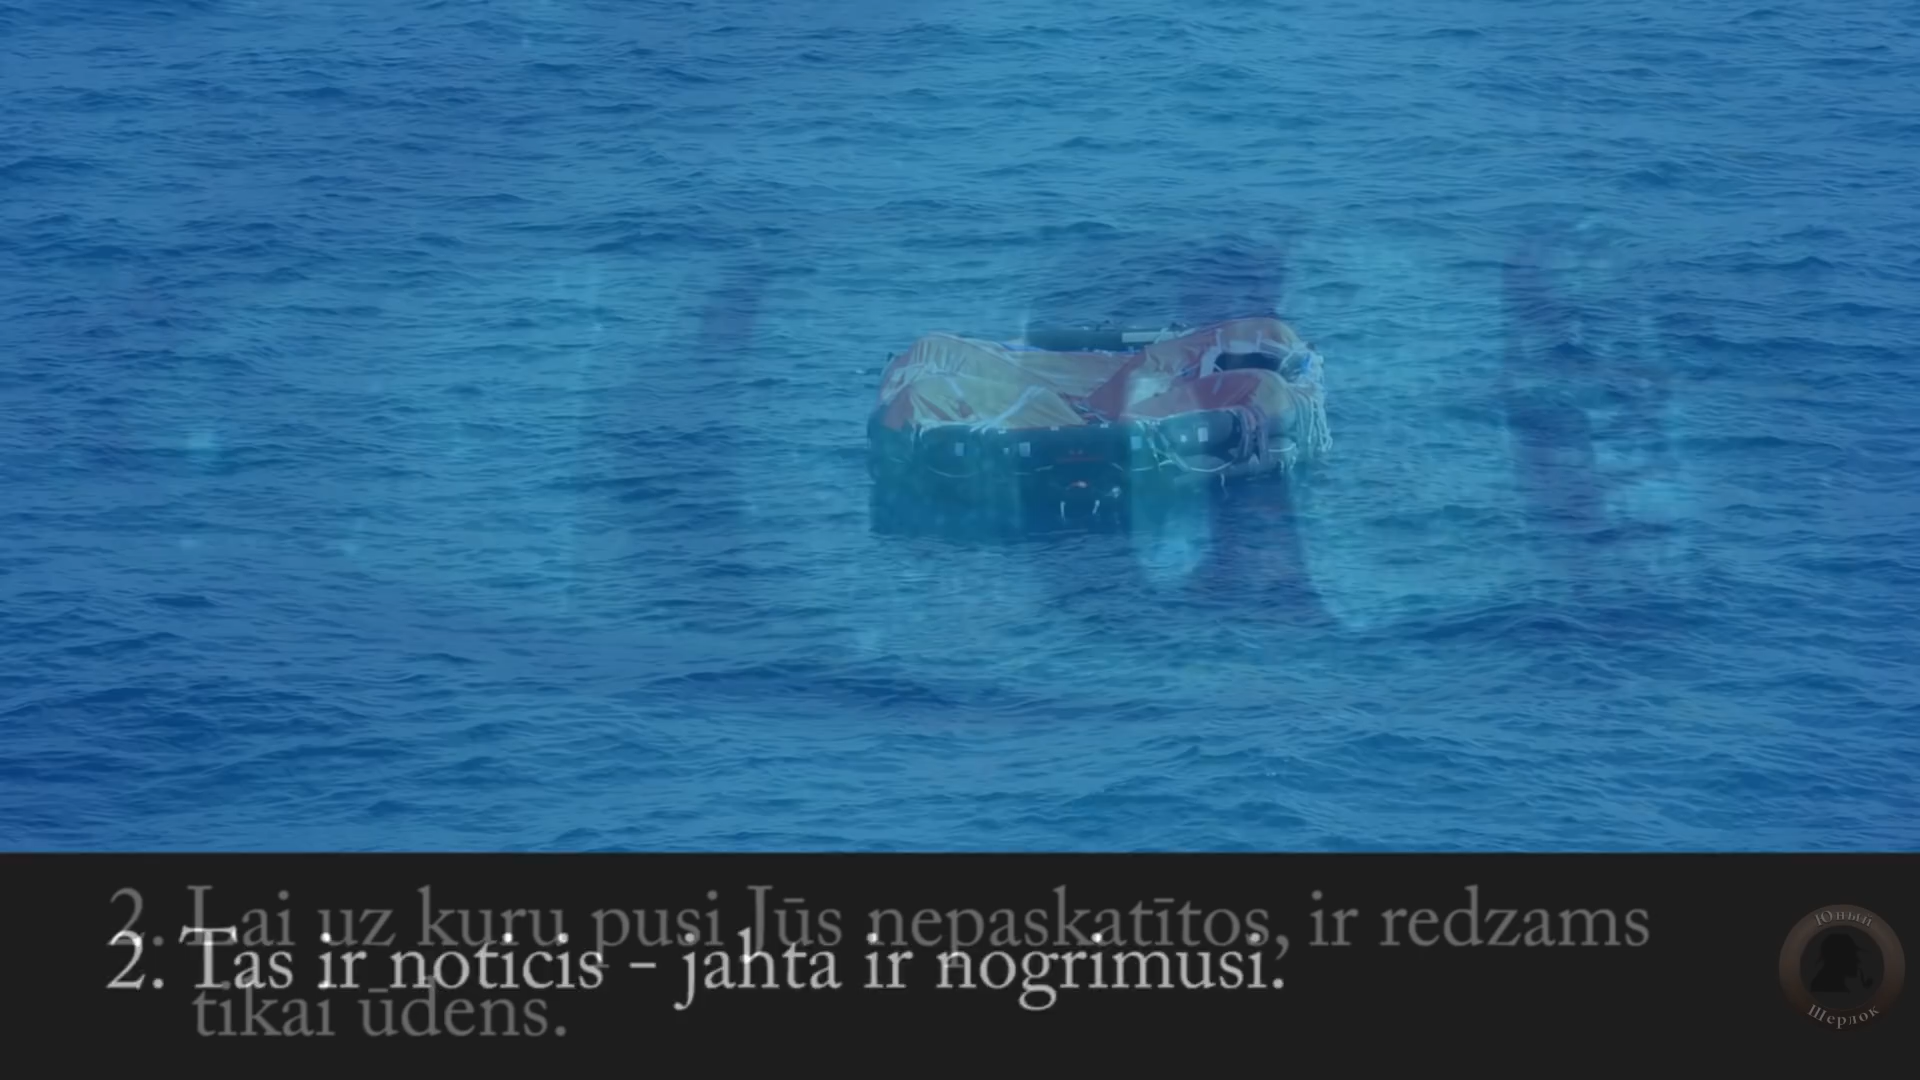 2. Lai uz kuru pusi Jūs nepaskatītos, ir redzams
tikai ūdens.
2. Tas ir noticis - jahta ir nogrimusi.
Юный
Шерлок